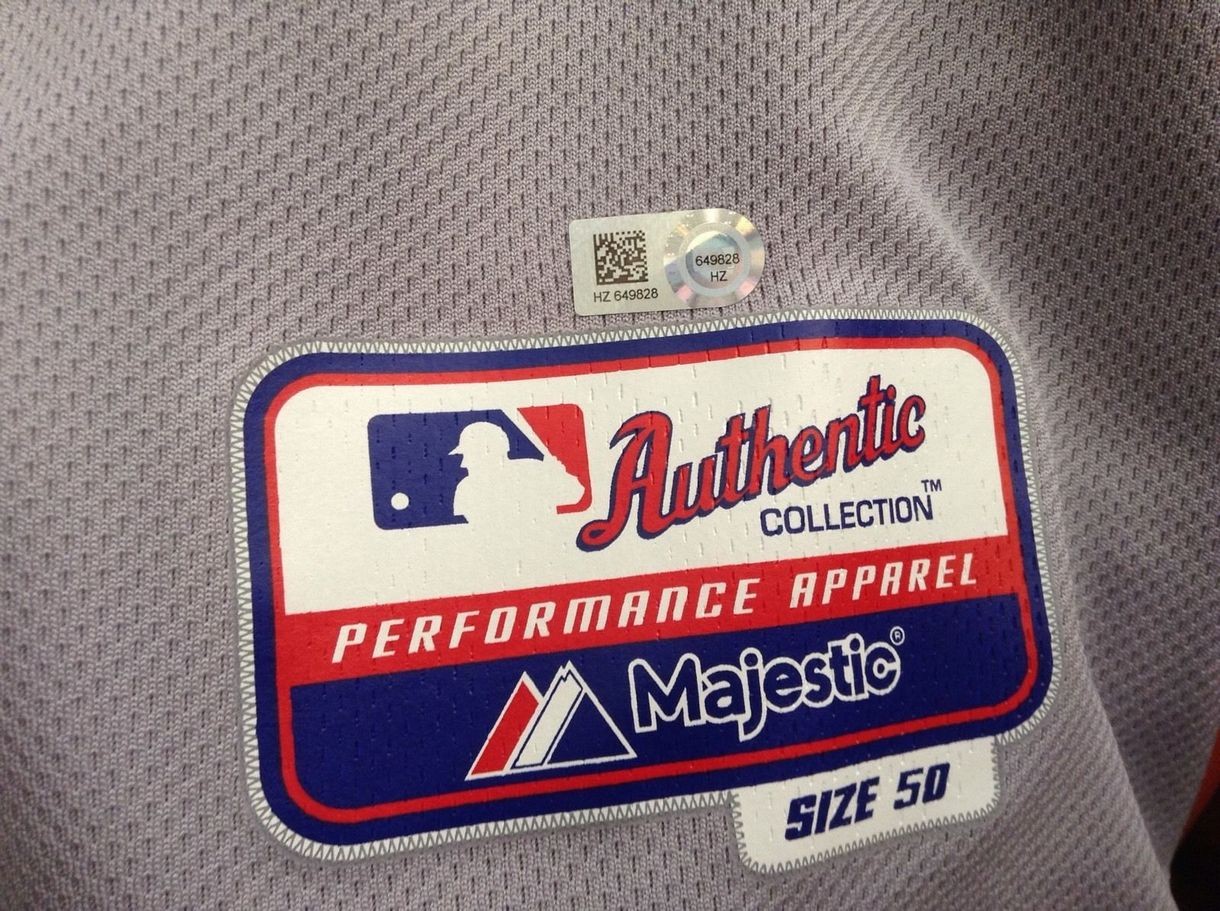 HZ 649828
649828
HZ
Authentic
COLLECTION™
PERFORMANCE APPAREL
Majestic®
SIZE 50